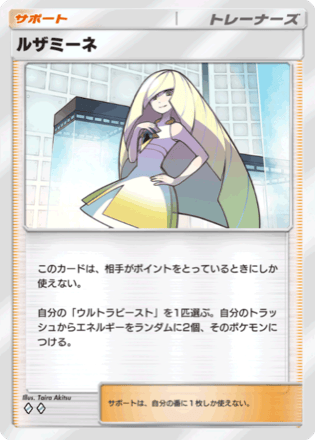 サポート
トレーナーズ
ルザミーネ
このカードは、相手がポイントをとっているときにしか
使えない。
自分の「ウルトラビースト」を1匹選ぶ。自分のトラッ
シュからエネルギーをランダムに2個、そのポケモンに
つける。
Illus. Taira Akitsu
サポートは、自分の番に1枚しか使えない。